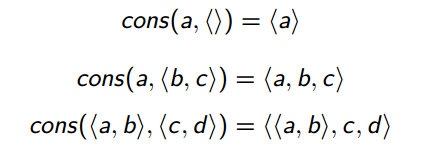 cons(a, ⟨⟩) = ⟨a⟩
cons(a, ⟨b, c⟩) = ⟨a, b, c⟩
cons(⟨a, b⟩, ⟨c, d⟩) = ⟨⟨a, b⟩, c, d⟩